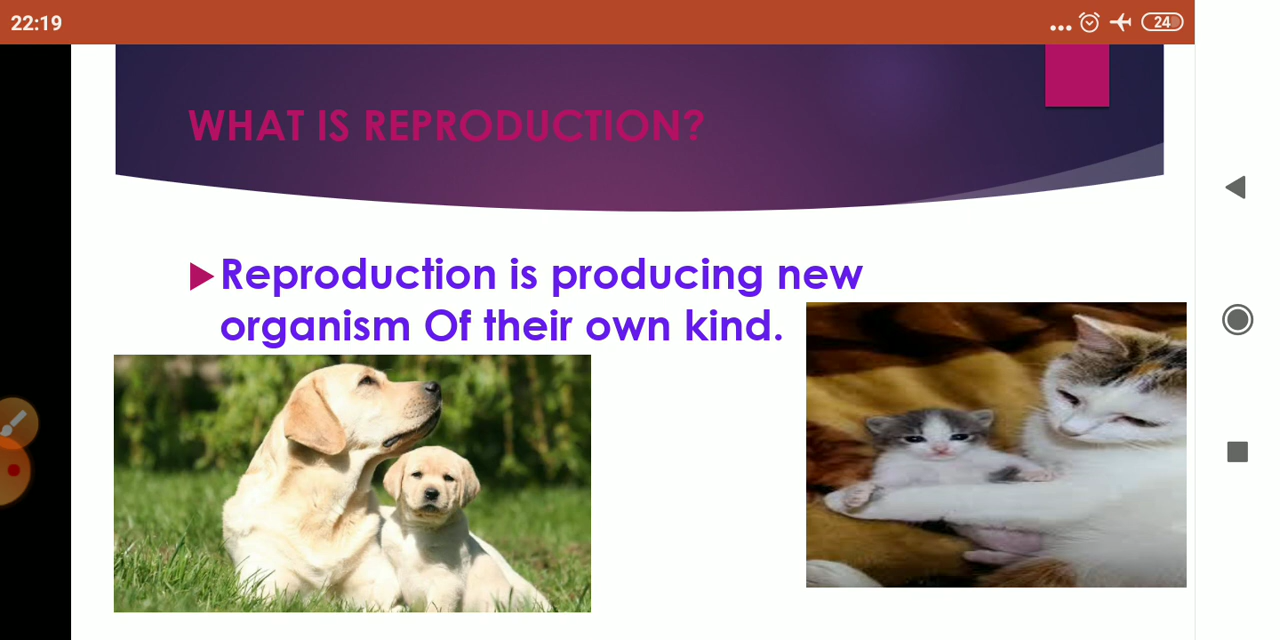 22:19
24
WHAT IS REPRODUCTION?
Reproduction is producing new
organism Of their own kind.